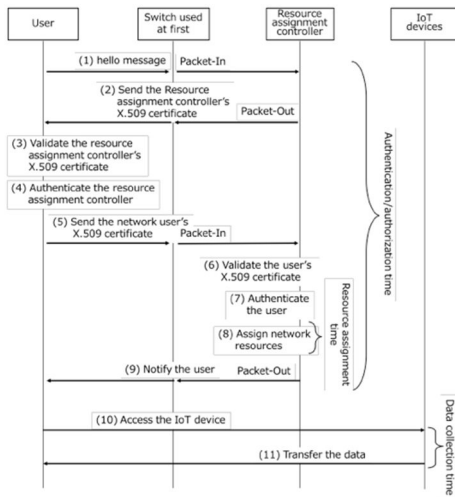 User
Switch used
at first
Resource
assignment
controller
IoT
devices
(1) hello message
Packet-In
(2) Send the Resource
assignment controller's
X.509 certificate
Packet-Out
(3) Validate the resource
assignment controller's
X.509 certificate
(4) Authenticate the resource
assignment controller
(5) Send the network user's
X.509 certificate
Packet-In
(6) Validate the user's
X.509 certificate
(7) Authenticate
the user
(8) Assign network
resources
Resource assignment
time
Authentication/authorization time
(9) Notify the user
Packet-Out
(10) Access the IoT device
(11) Transfer the data
Data collection time